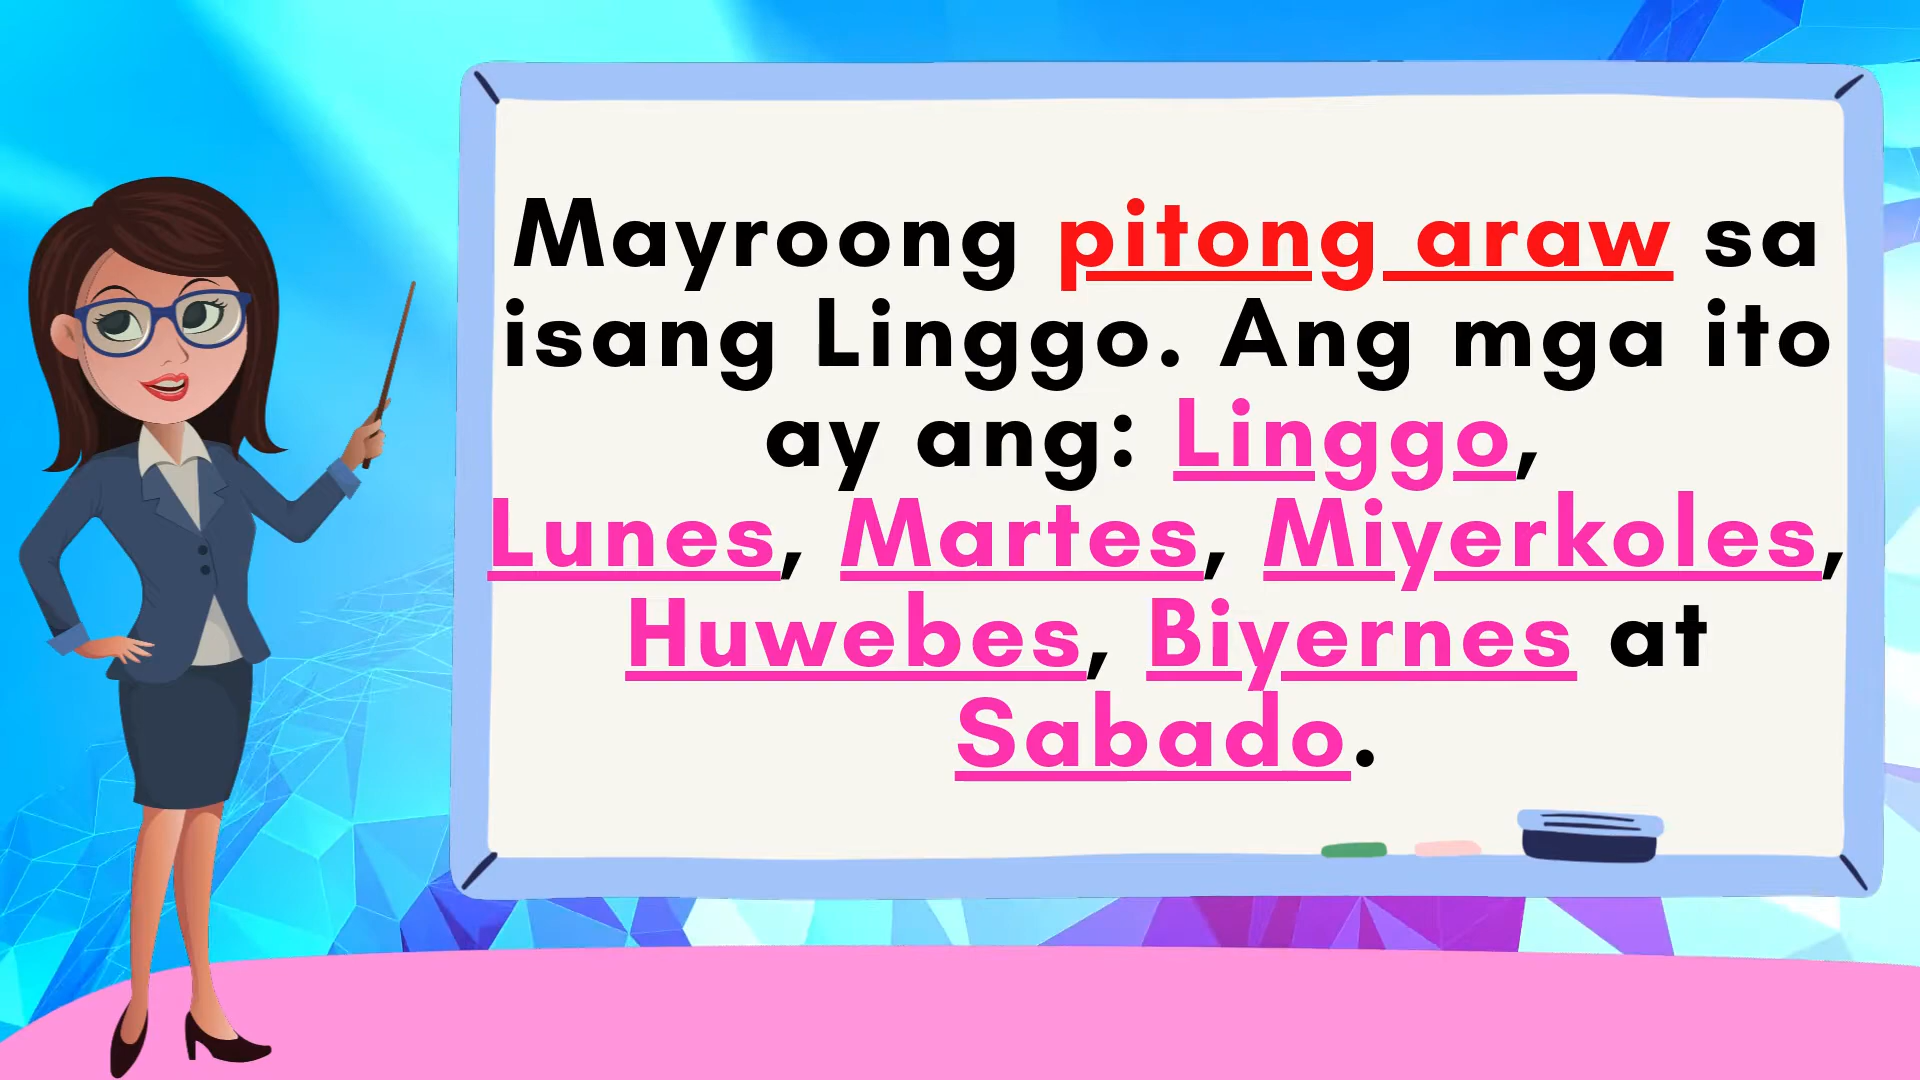 Mayroong pitong araw sa
isang Linggo. Ang mga ito
ay ang: Linggo,
Lunes, Martes, Miyerkoles,
Huwebes, Biyernes at
Sabado.